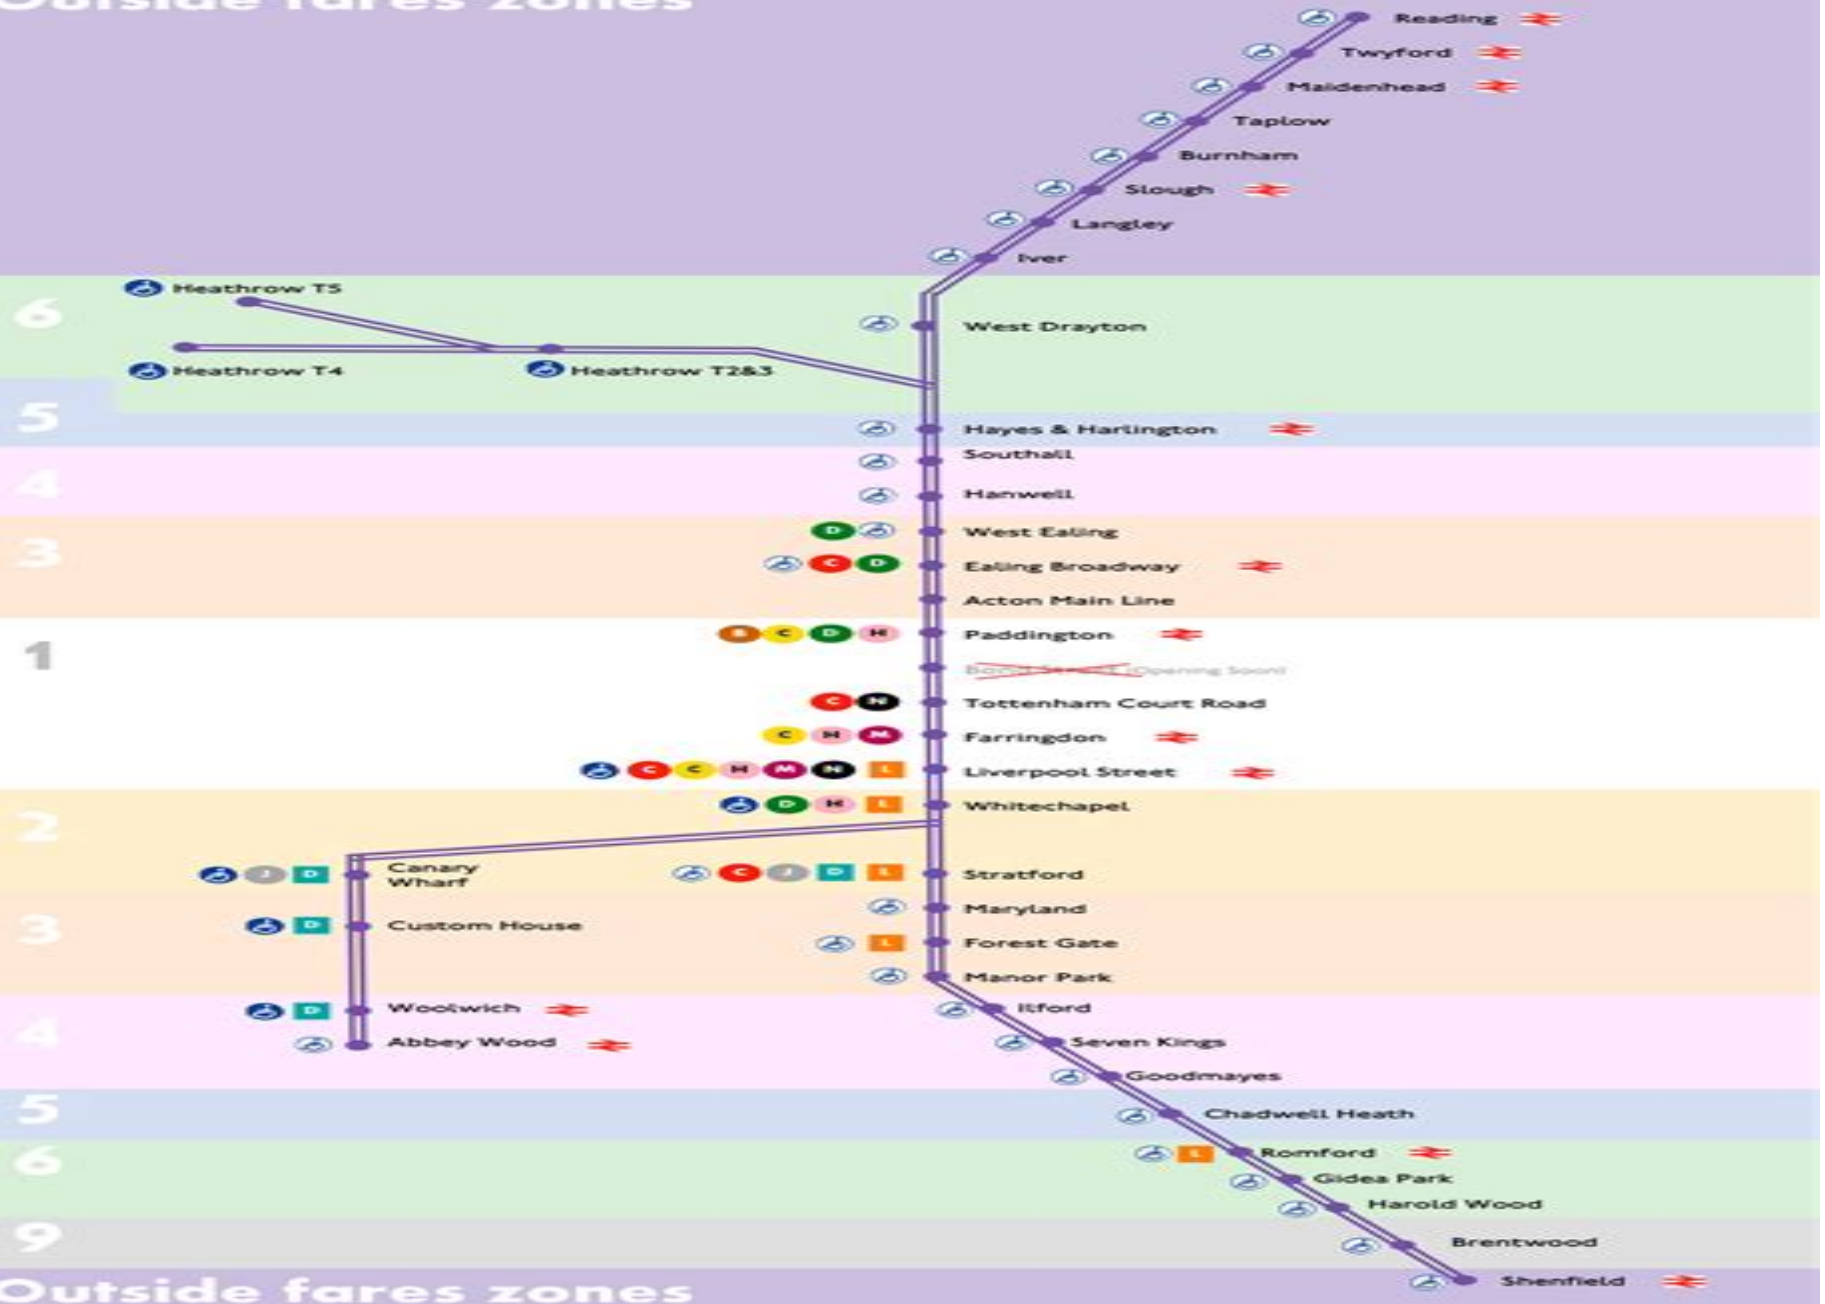 Outside fares zones
Reading
Twyford
Maidenhead
Taplow
Burnham
Slough
Langley
Iver
6
Heathrow T5
West Drayton
Heathrow T4
Heathrow T2&3
5
Hayes & Harlington
Southall
4
Hanwell
D West Ealing
3
C D Ealing Broadway
Acton Main Line
B C D H Paddington
1
(Opening Soon)
C N Tottenham Court Road
C H M Farringdon
C C H M N L Liverpool Street
D H L Whitechapel
2
Canary
Wharf
J D
C J D L Stratford
Maryland
3
D Custom House
L Forest Gate
Manor Park
D Woolwich
Ilford
4
Abbey Wood
Seven Kings
Goodmayes
5
Chadwell Heath
6
L Romford
Gidea Park
Harold Wood
9
Brentwood
Shenfield
Outside fares zones